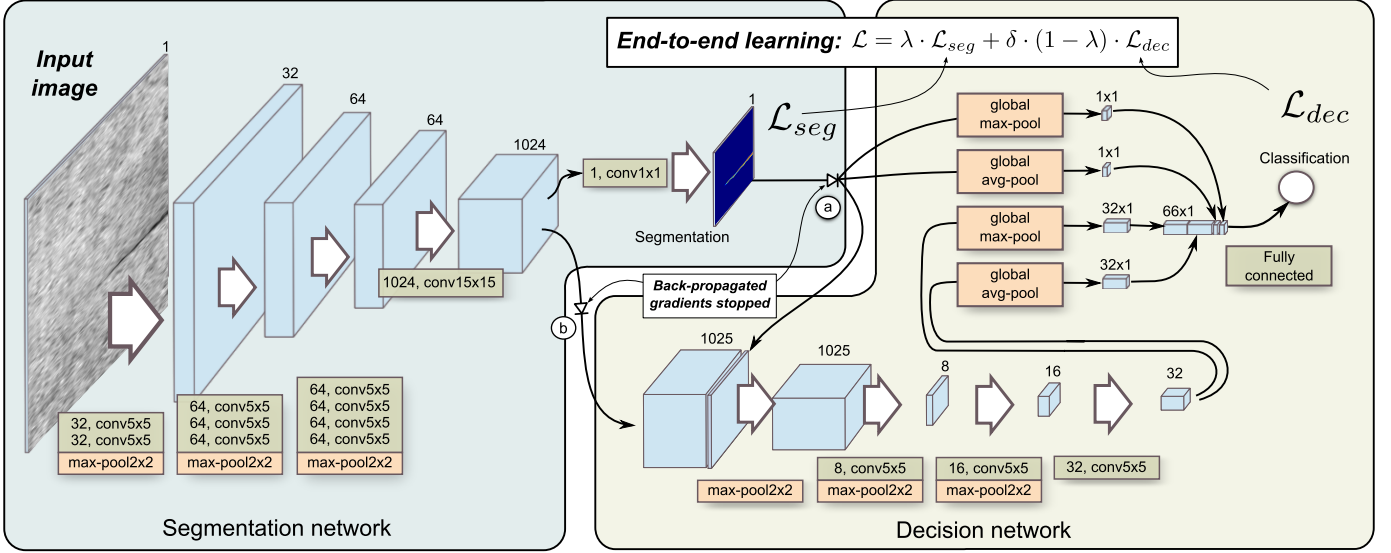 Input
image
1
32
64
64
1024
1
End-to-end learning: ℒ = λ · ℒ_seg + δ · (1 − λ) · ℒ_dec
ℒ_seg
ℒ_dec
1, conv1x1
Segmentation
1024, conv15x15
a
b
Back-propagated
gradients stopped
32, conv5x5
32, conv5x5
max-pool2x2
64, conv5x5
64, conv5x5
64, conv5x5
max-pool2x2
64, conv5x5
64, conv5x5
64, conv5x5
64, conv5x5
max-pool2x2
Segmentation network
global
max-pool
1x1
global
avg-pool
1x1
global
max-pool
32x1
global
avg-pool
32x1
66x1
Classification
Fully
connected
1025
1025
8
16
32
max-pool2x2
8, conv5x5
max-pool2x2
16, conv5x5
max-pool2x2
32, conv5x5
Decision network